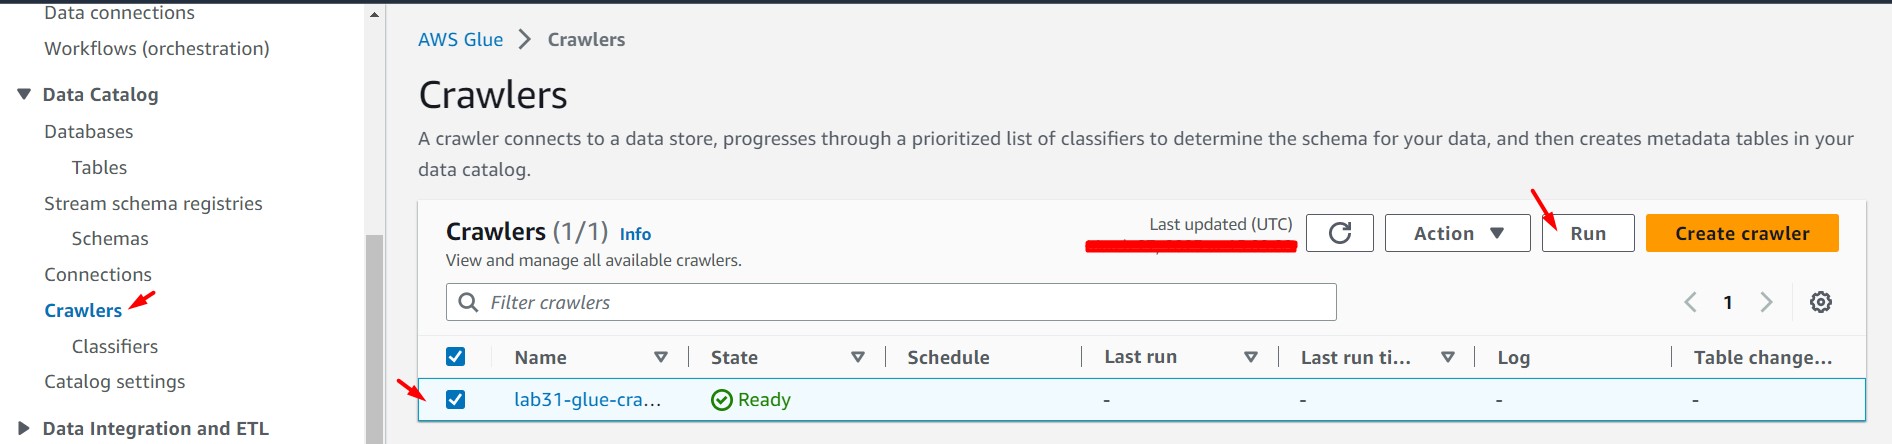 Data connections
Workflows (orchestration)
Data Catalog
Databases
Tables
Stream schema registries
Schemas
Connections
Crawlers
Classifiers
Catalog settings
Data Integration and ETL
AWS Glue > Crawlers
Crawlers
A crawler connects to a data store, progresses through a prioritized list of classifiers to determine the schema for your data, and then creates metadata tables in your
data catalog.
Crawlers (1/1) Info
View and manage all available crawlers.
Last updated (UTC)
Action
Run
Create crawler
Filter crawlers
1
Name State Schedule Last run Last run ti... Log Table change...
lab31-glue-cra... Ready - - - -